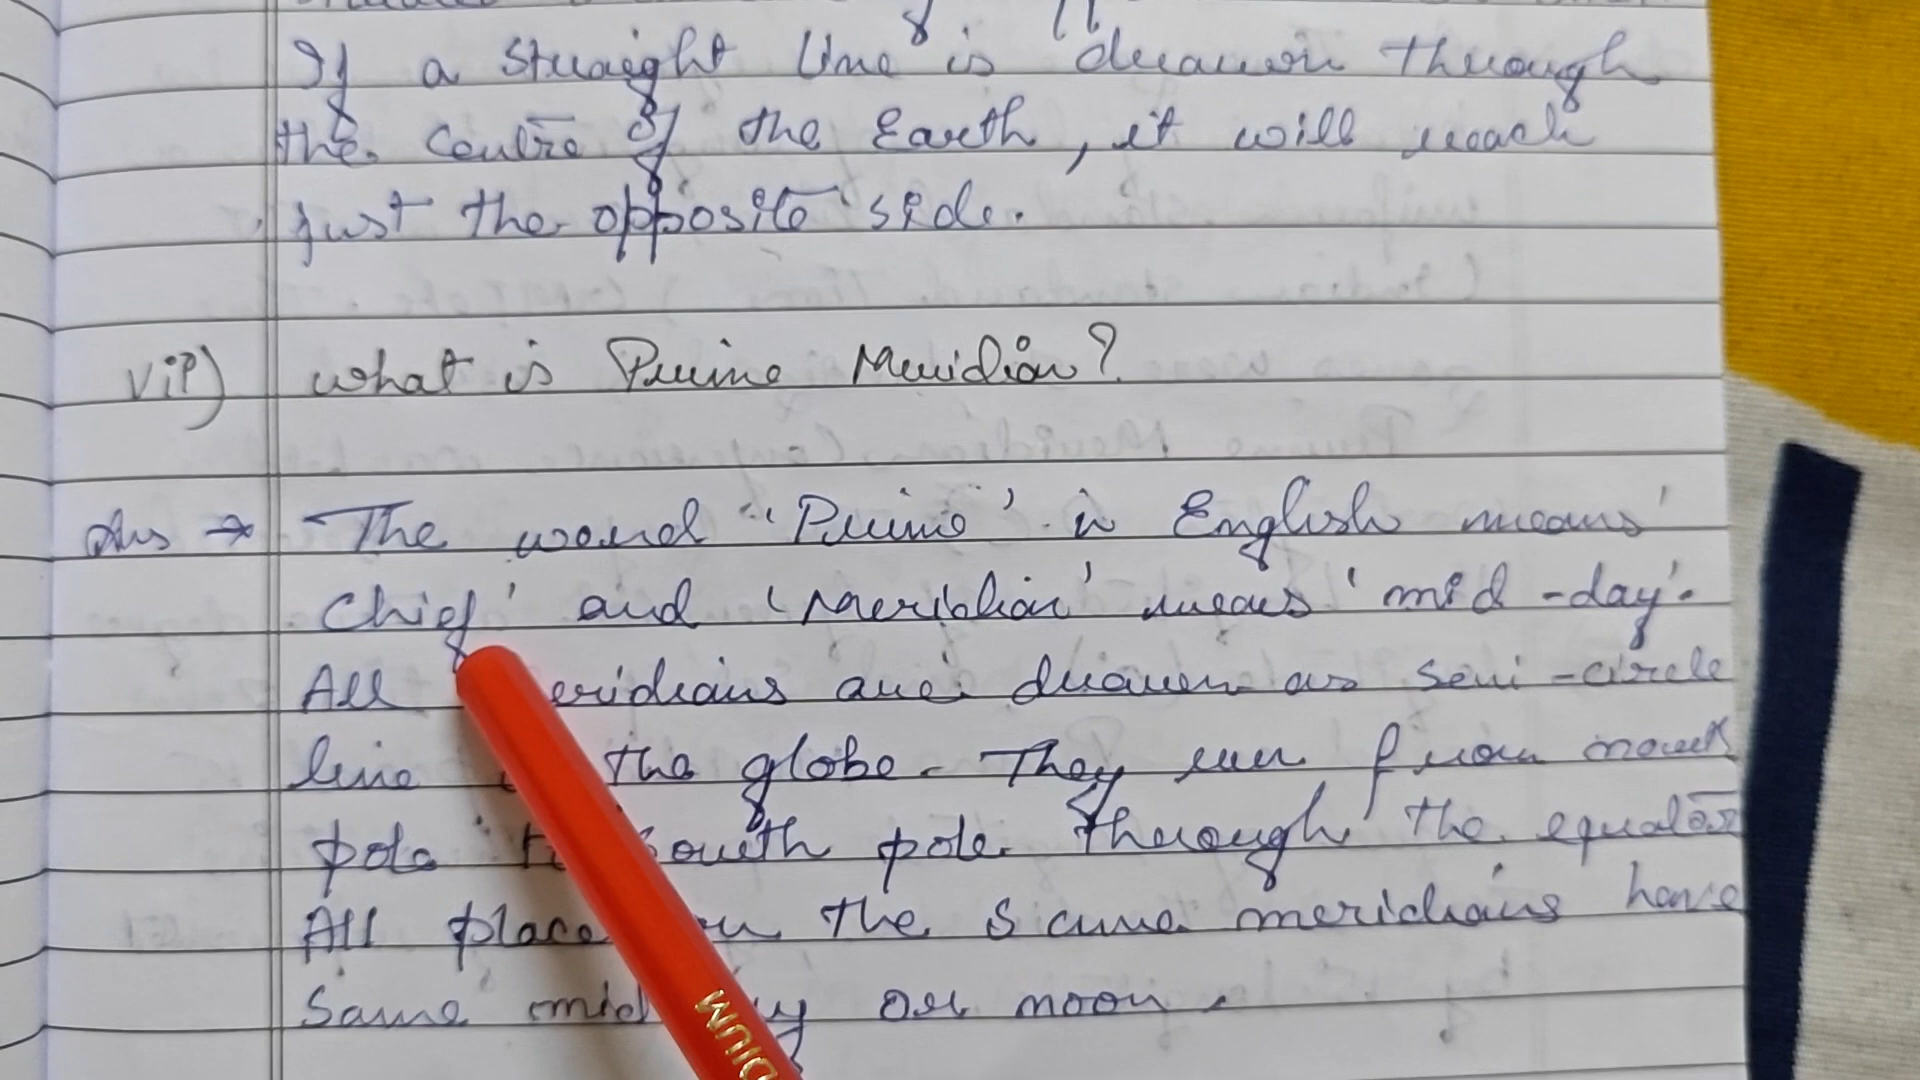 If a straight line is drawn through
the centre of the Earth, it will reach
just the opposite side.
vii) what is Prime Meridian?
Ans → The word "Prime' in English means'
Chief' and 'Meridian' means 'mid-day'.
All eridians are drawn as semi-circle
line the globe. They run from north
pole South pole through the equator
All place on the same meridians have
same mid y or moon.
DIUM